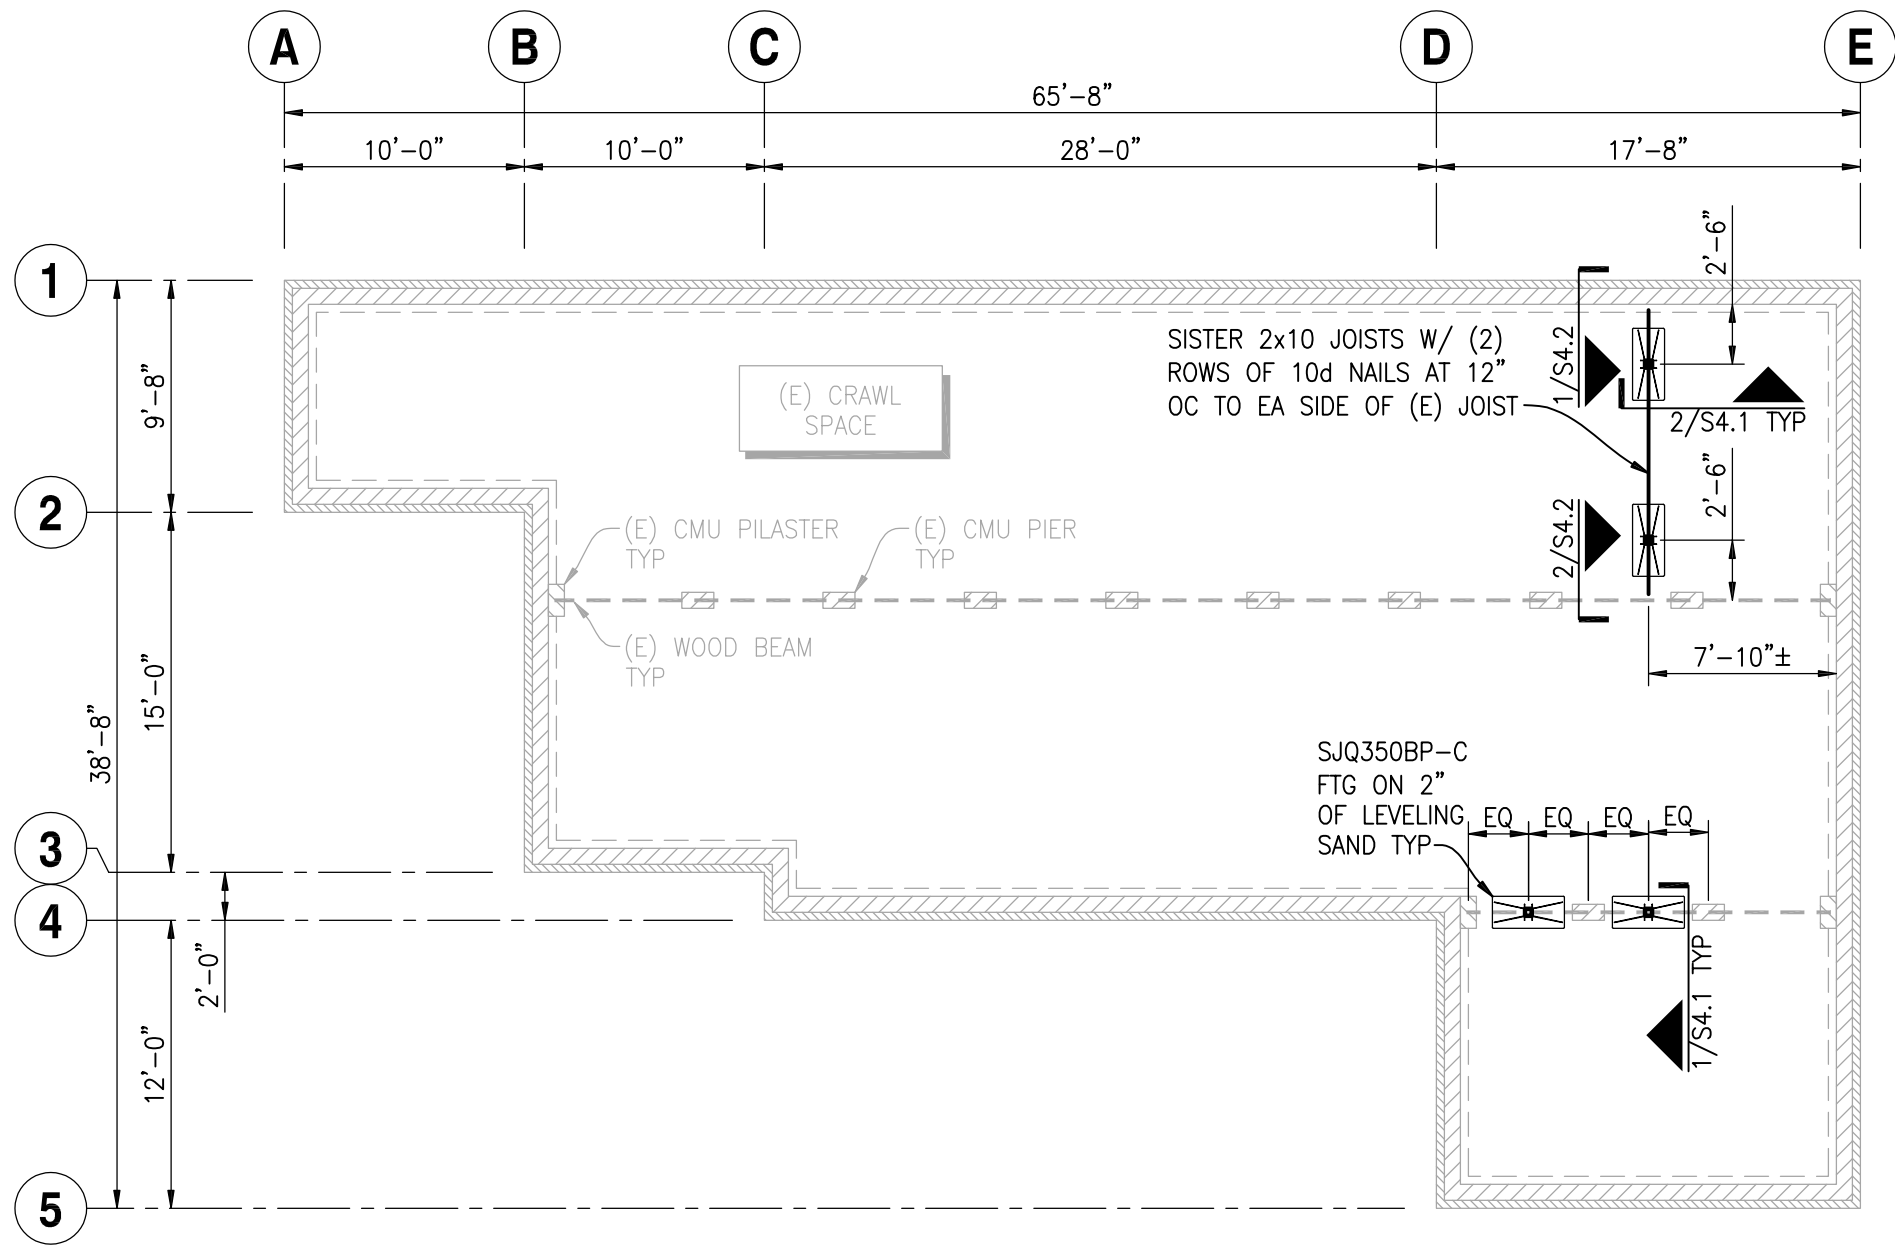 A
B
C
D
E
65'-8"
10'-0"
10'-0"
28'-0"
17'-8"
1
2
3
4
5
9'-8"
15'-0"
38'-8"
2'-0"
12'-0"
2'-6"
SISTER 2x10 JOISTS W/ (2)
ROWS OF 10d NAILS AT 12"
OC TO EA SIDE OF (E) JOIST
1/S4.2
2/S4.1 TYP
(E) CRAWL
SPACE
2'-6"
2/S4.2
(E) CMU PILASTER
TYP
(E) CMU PIER
TYP
(E) WOOD BEAM
TYP
7'-10"±
SJQ350BP-C
FTG ON 2"
OF LEVELING
SAND TYP
EQ
EQ
EQ
EQ
1/S4.1 TYP